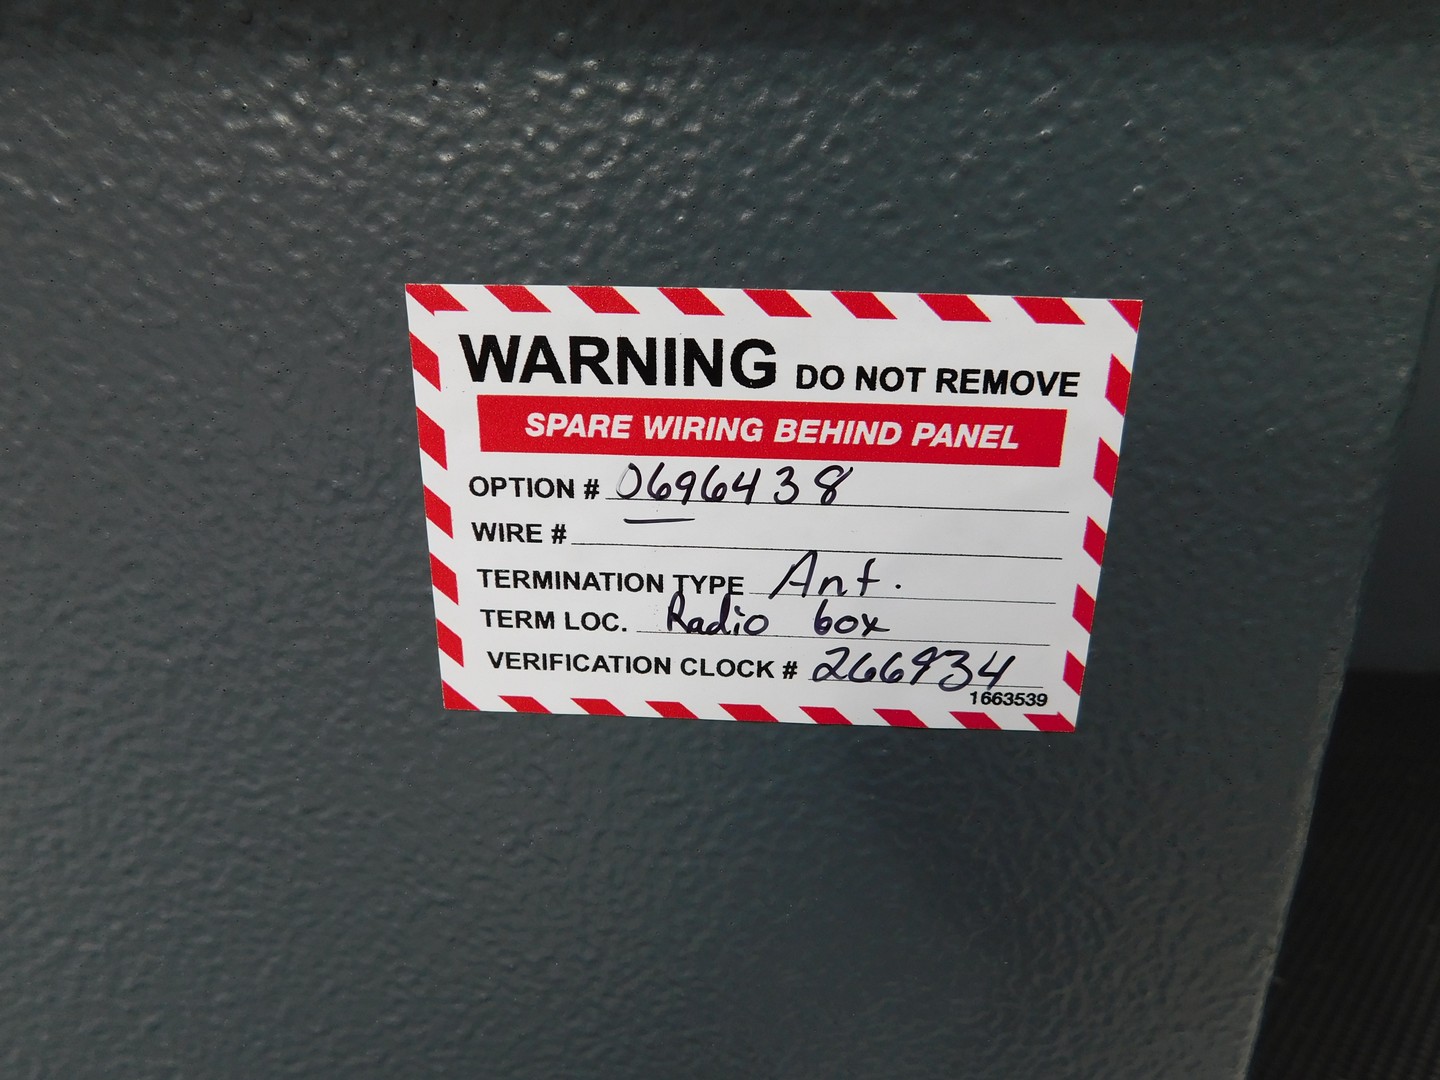 WARNING DO NOT REMOVE
SPARE WIRING BEHIND PANEL
OPTION # 0696438
WIRE #
TERMINATION TYPE Ant.
TERM LOC. Radio box
VERIFICATION CLOCK # 266934
1663539